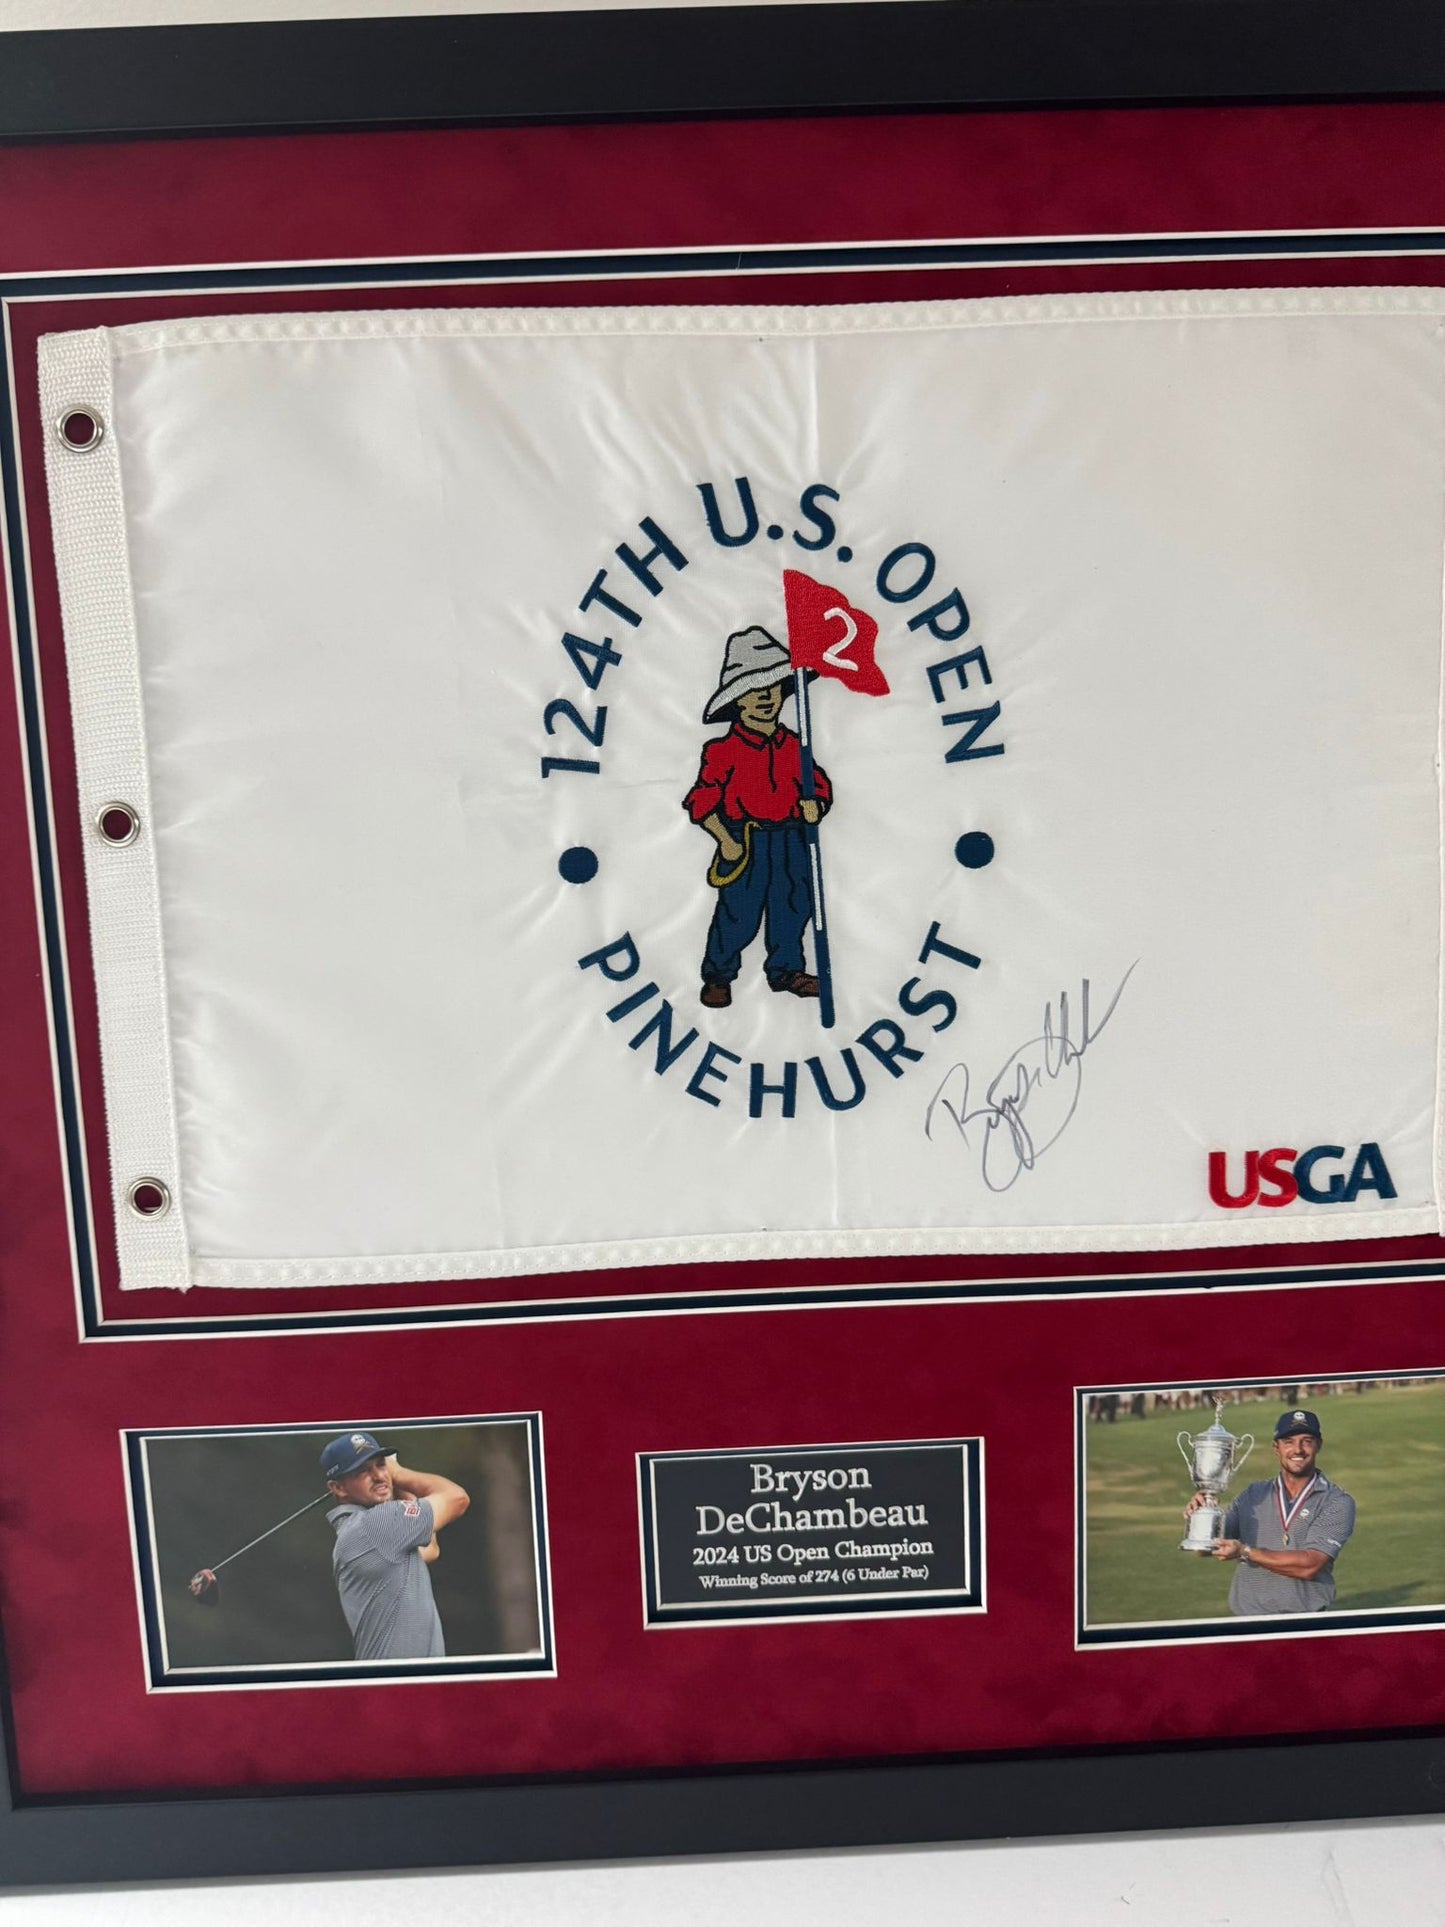 124TH U.S. OPEN
2
PINEHURST
USGA
Bryson
DeChambeau
2024 US Open Champion
Winning Score of 274 (6 Under Par)